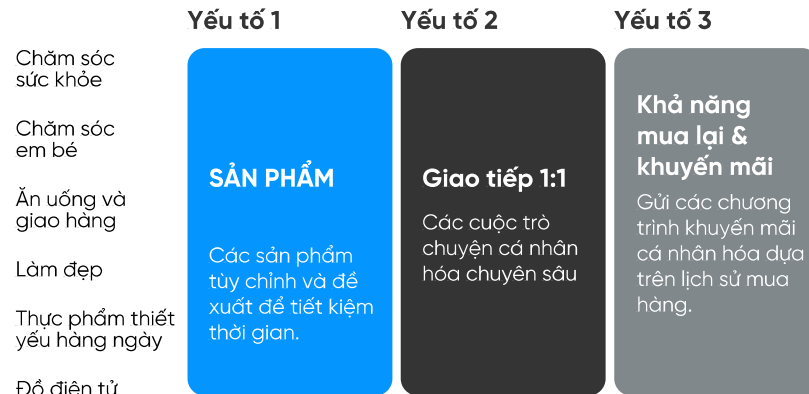 Yếu tố 1
Yếu tố 2
Yếu tố 3
Chăm sóc
sức khỏe
Chăm sóc
em bé
Ăn uống và
giao hàng
Làm đẹp
Thực phẩm thiết
yếu hàng ngày
Đồ điện tử
SẢN PHẨM
Các sản phẩm
tùy chỉnh và đề
xuất để tiết kiệm
thời gian.
Giao tiếp 1:1
Các cuộc trò
chuyện cá nhân
hóa chuyên sâu
Khả năng
mua lại &
khuyến mãi
Gửi các chương
trình khuyến mãi
cá nhân hóa dựa
trên lịch sử mua
hàng.